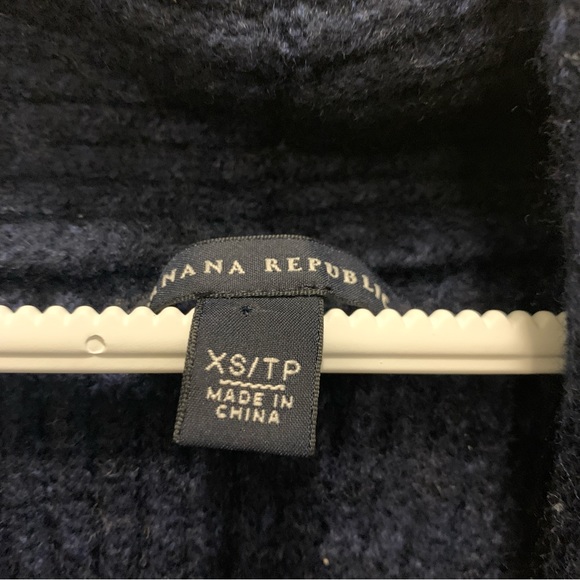 NANA REPUBLIC
XS/TP
MADE IN
CHINA